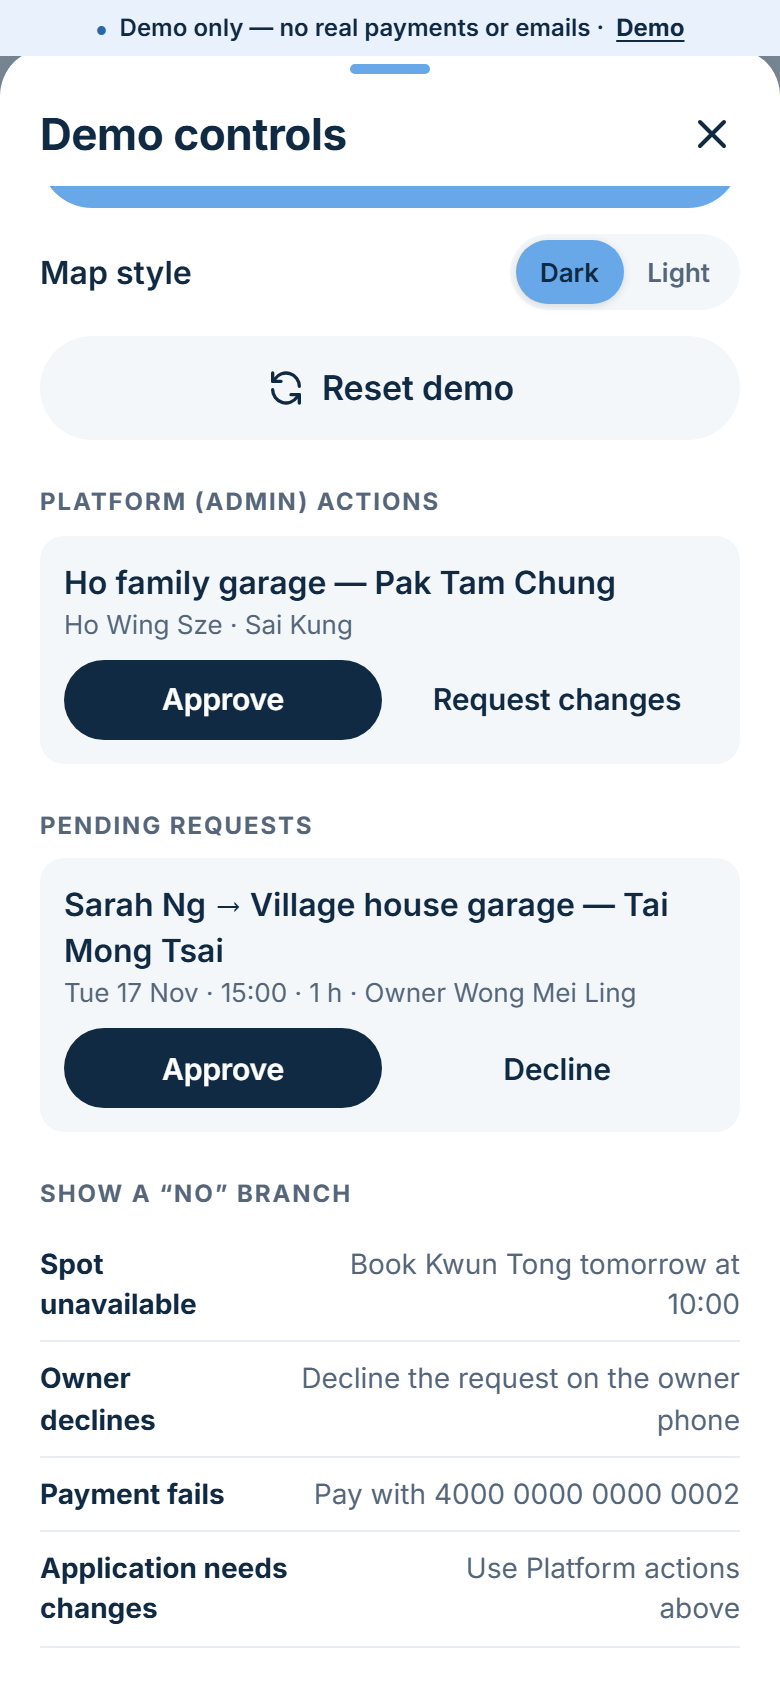 Demo only — no real payments or emails · Demo
Demo controls
Map style
Dark Light
Reset demo
PLATFORM (ADMIN) ACTIONS
Ho family garage — Pak Tam Chung
Ho Wing Sze · Sai Kung
Approve Request changes
PENDING REQUESTS
Sarah Ng → Village house garage — Tai
Mong Tsai
Tue 17 Nov · 15:00 · 1 h · Owner Wong Mei Ling
Approve Decline
SHOW A “NO” BRANCH
Spot
unavailable
Book Kwun Tong tomorrow at
10:00
Owner
declines
Decline the request on the owner
phone
Payment fails Pay with 4000 0000 0000 0002
Application needs
changes
Use Platform actions
above